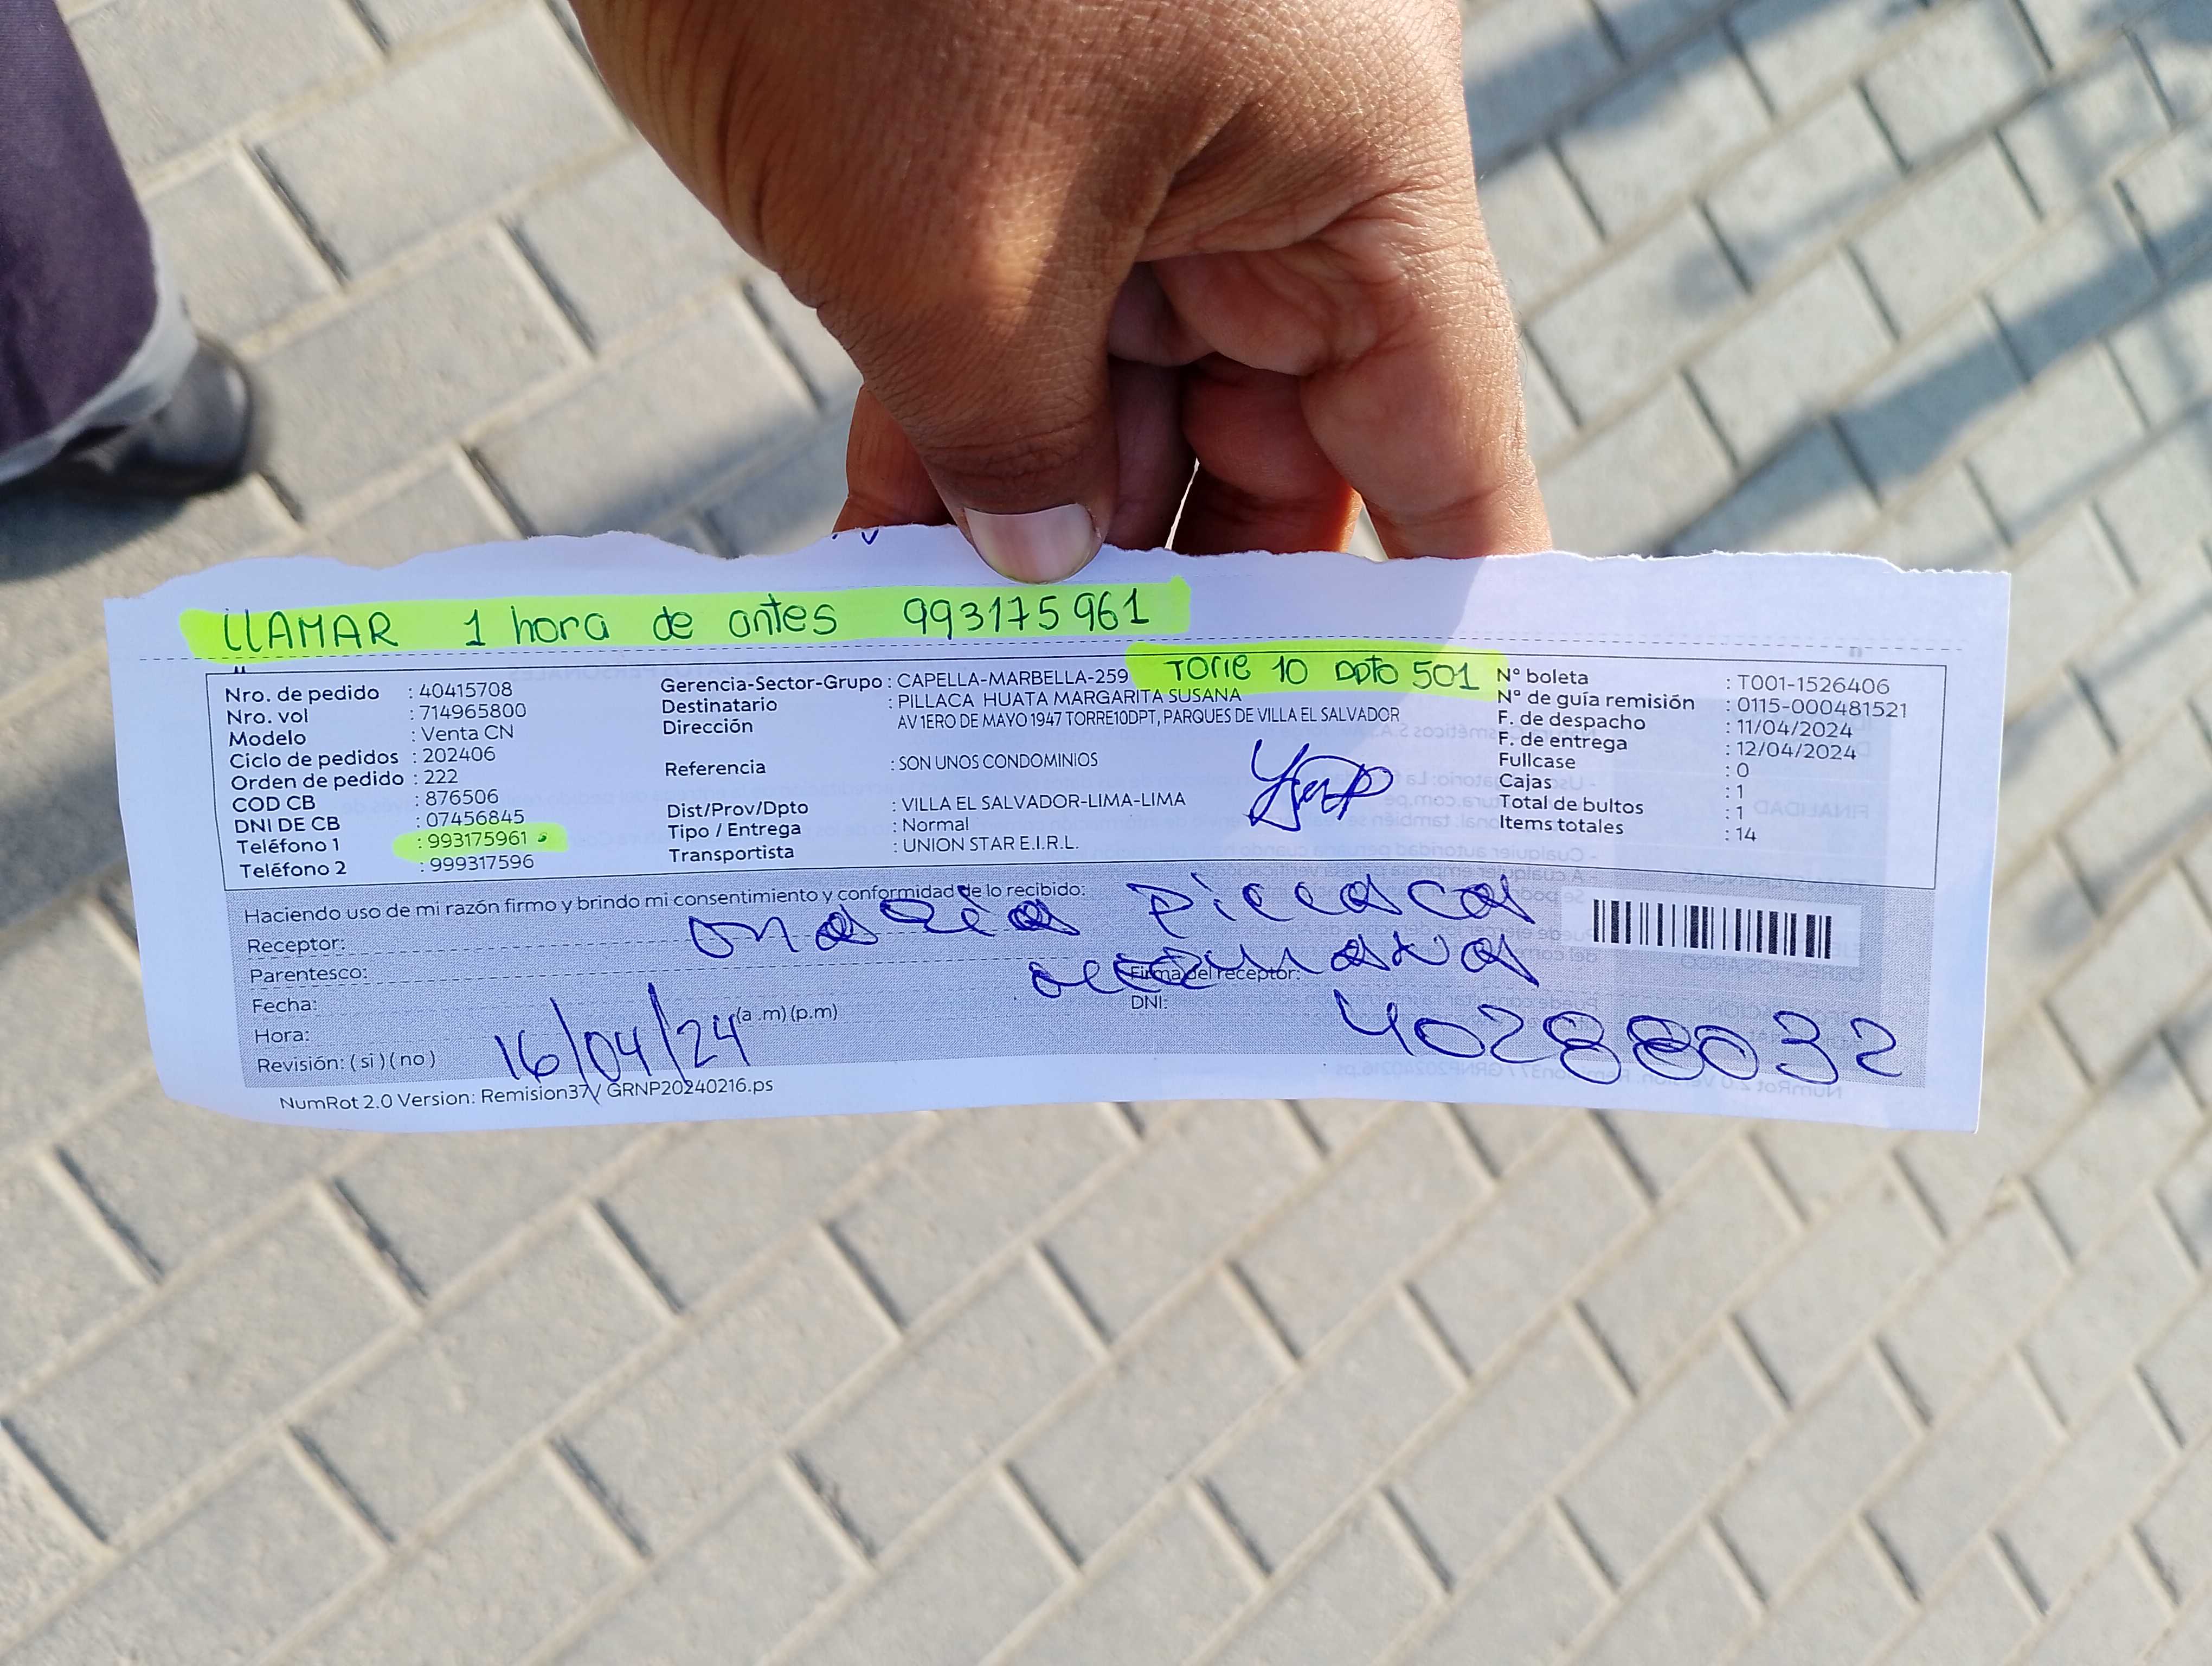 LLAMAR 1 hora de antes 993175961
TORRE 10 DPTO 501
Nro. de pedido : 40415708
Nro. vol : 714965800
Modelo : Venta CN
Ciclo de pedidos : 202406
Orden de pedido : 222
COD CB : 876506
DNI DE CB : 07456845
Teléfono 1 : 993175961
Teléfono 2 : 999317596
Gerencia-Sector-Grupo : CAPELLA-MARBELLA-259
Destinatario : PILLACA HUATA MARGARITA SUSANA
Dirección AV 1ERO DE MAYO 1947 TORRE10DPT, PARQUES DE VILLA EL SALVADOR
Referencia : SON UNOS CONDOMINIOS
Dist/Prov/Dpto : VILLA EL SALVADOR-LIMA-LIMA
Tipo / Entrega : Normal
Transportista : UNION STAR E.I.R.L.
N° boleta : T001-1526406
N° de guía remisión : 0115-000481521
F. de despacho : 11/04/2024
F. de entrega : 12/04/2024
Fullcase : 0
Cajas : 1
Total de bultos : 1
Items totales : 14
Haciendo uso de mi razón firmo y brindo mi consentimiento y conformidad de lo recibido:
Receptor: maria Pillaca
Parentesco:
Firma del receptor:
Fecha: 16/04/24
DNI: 40288032
Hora: (a .m) (p.m)
Revisión: ( si ) ( no )
NumRot 2.0 Version: Remision37/ GRNP20240216.ps